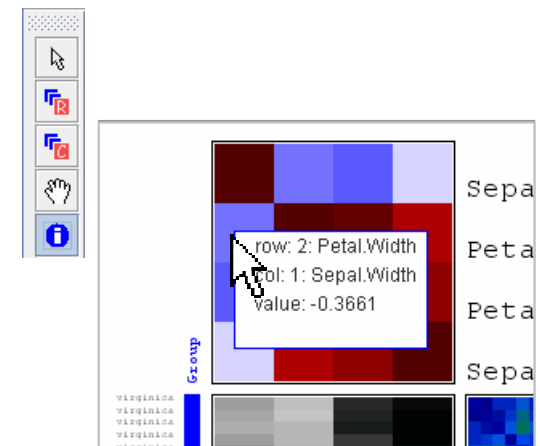 R
C
i
Sepa
row: 2: Petal.Width
Peta
col: 1: Sepal.Width
value: -0.3661
Peta
Sepa
Group
virginica
virginica
virginica
virginica